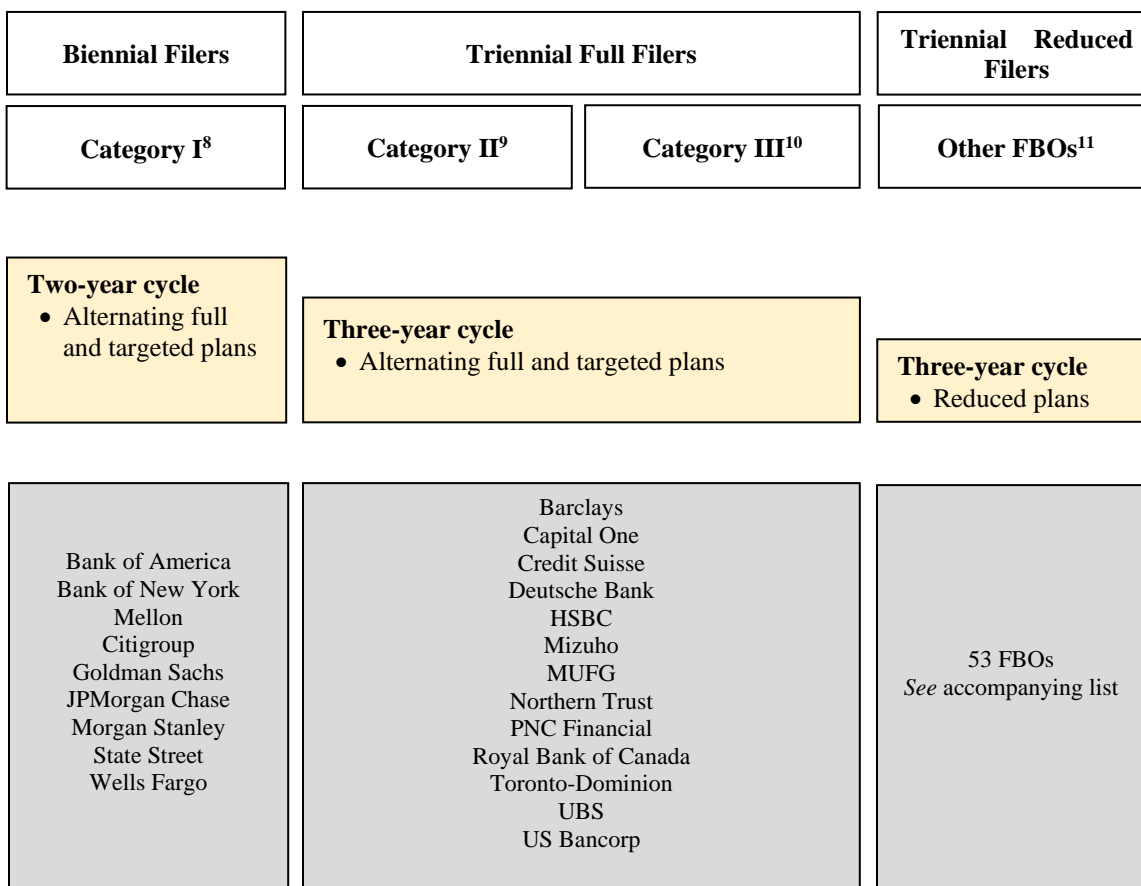 Biennial Filers
Triennial Full Filers
Triennial Reduced
Filers
Category I⁸
Category II⁹
Category III¹⁰
Other FBOs¹¹
Two-year cycle
• Alternating full
and targeted plans
Three-year cycle
• Alternating full and targeted plans
Three-year cycle
• Reduced plans
Bank of America
Bank of New York
Mellon
Citigroup
Goldman Sachs
JPMorgan Chase
Morgan Stanley
State Street
Wells Fargo
Barclays
Capital One
Credit Suisse
Deutsche Bank
HSBC
Mizuho
MUFG
Northern Trust
PNC Financial
Royal Bank of Canada
Toronto-Dominion
UBS
US Bancorp
53 FBOs
See accompanying list